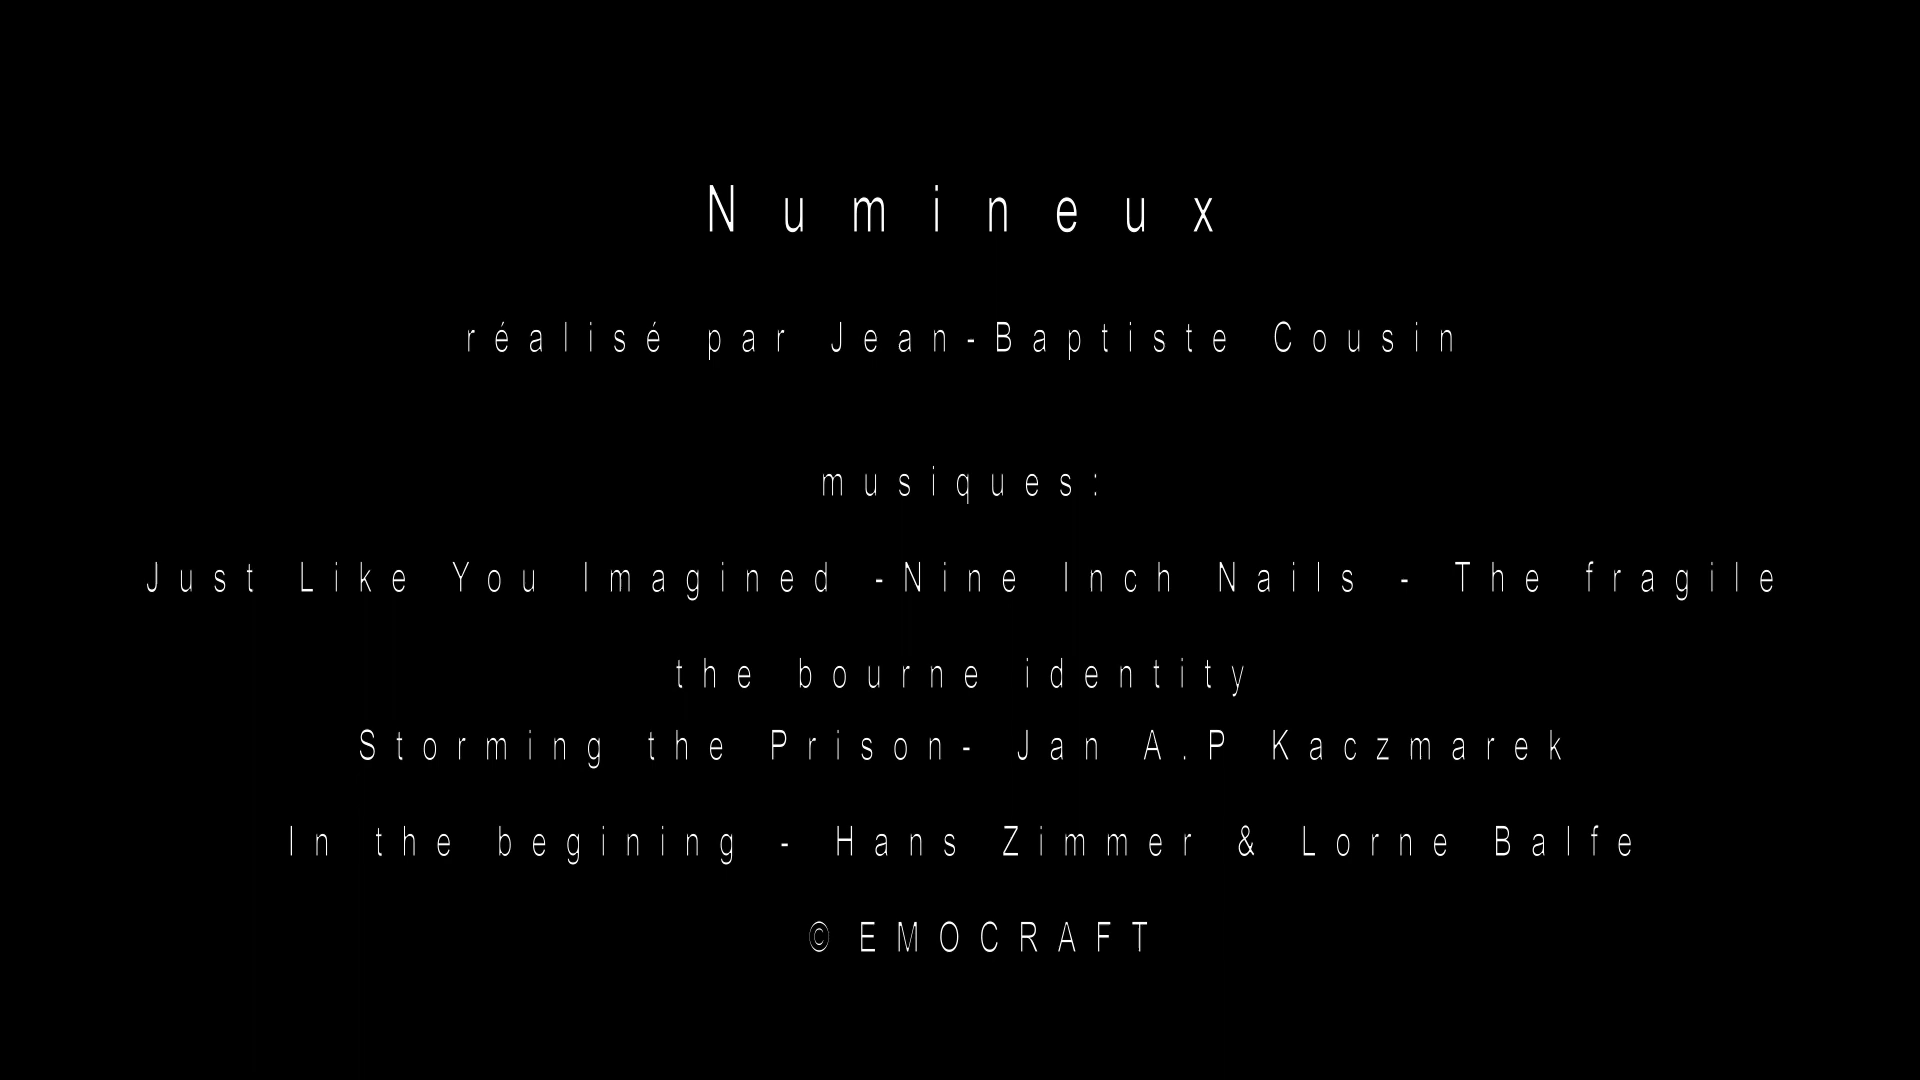 Numineux
réalisé par Jean-Baptiste Cousin
musiques:
Just Like You Imagined -Nine Inch Nails - The fragile
the bourne identity
Storming the Prison- Jan A.P Kaczmarek
In the begining - Hans Zimmer & Lorne Balfe
© EMOCRAFT